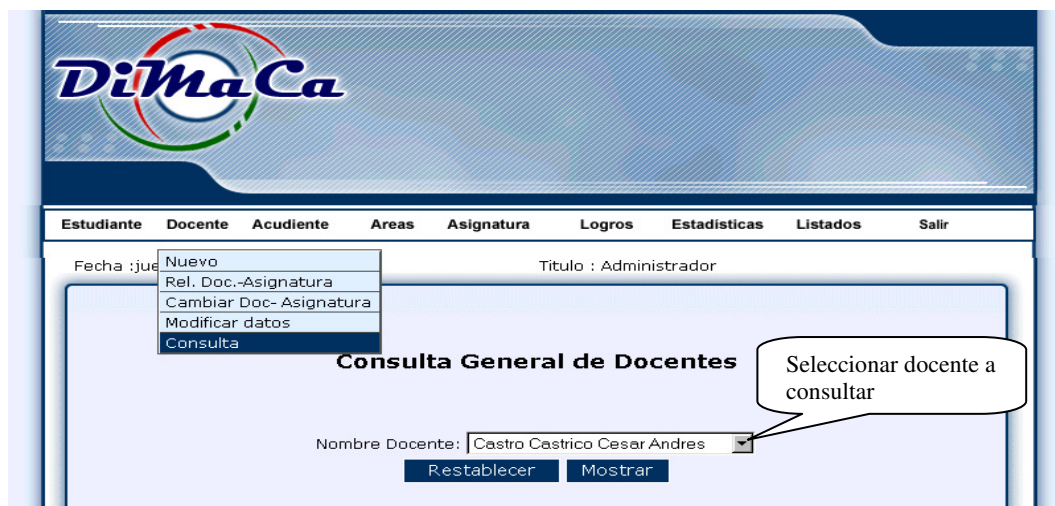 DiMaCa
Estudiante Docente Acudiente Areas Asignatura Logros Estadísticas Listados Salir
Fecha :jue
Titulo : Administrador
Nuevo
Rel. Doc.-Asignatura
Cambiar Doc- Asignatura
Modificar datos
Consulta
Consulta General de Docentes
Seleccionar docente a
consultar
Nombre Docente: Castro Castrico Cesar Andres
Restablecer Mostrar